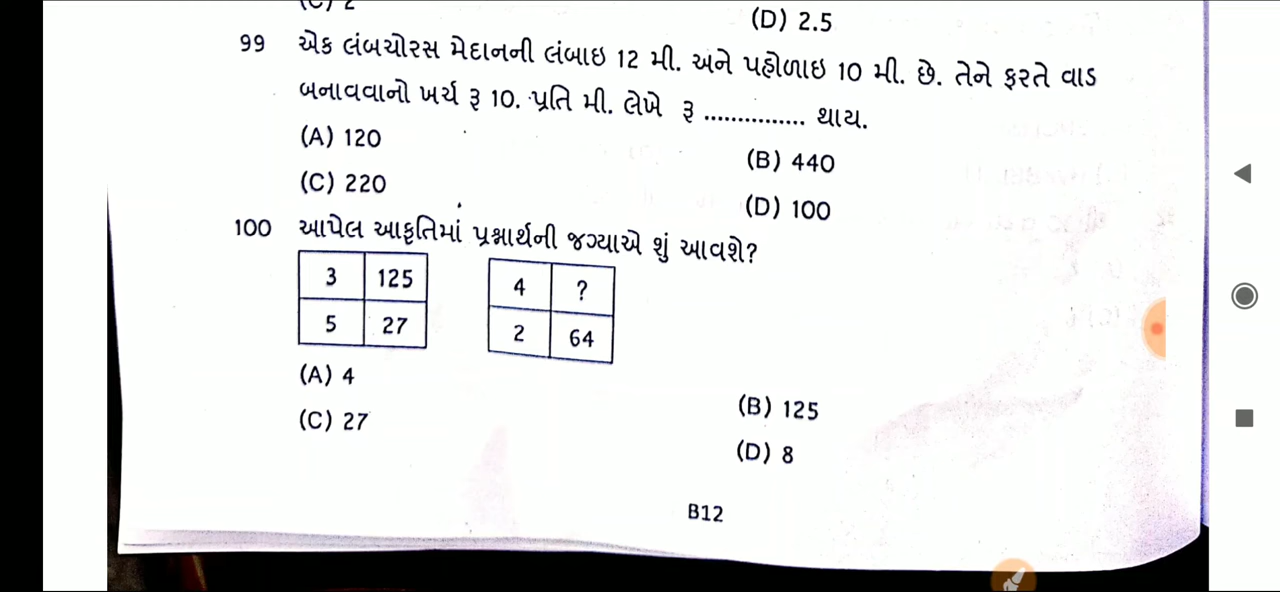 (C) 2
(D) 2.5
99 એક લંબચોરસ મેદાનની લંબાઇ 12 મી. અને પહોળાઇ 10 મી. છે. તેને ફરતે વાડ
બનાવવાનો ખર્ચ રૂ 10. પ્રતિ મી. લેખે રૂ ............... થાય.
(A) 120
(B) 440
(C) 220
(D) 100
100 આપેલ આકૃતિમાં પ્રશ્નાર્થની જગ્યાએ શું આવશે?
3 125
5 27
4 ?
2 64
(A) 4
(B) 125
(C) 27
(D) 8
B12